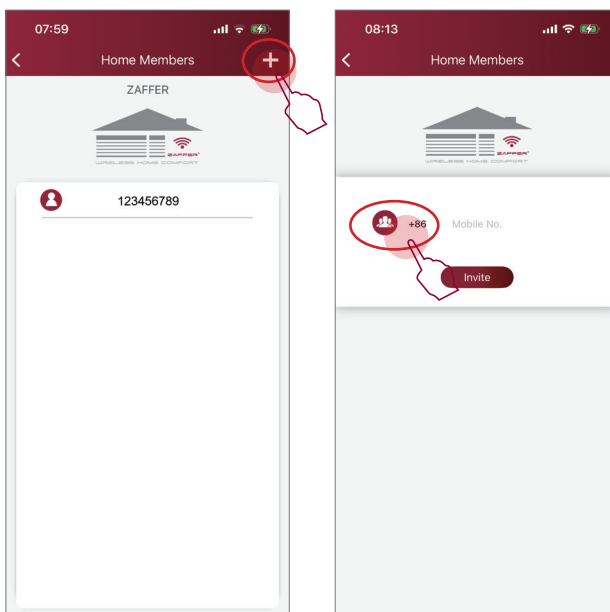 07:59
Home Members
ZAFFER
ZAFFER
WIRELESS HOME COMFORT
123456789
08:13
Home Members
ZAFFER
WIRELESS HOME COMFORT
+86 Mobile No.
Invite